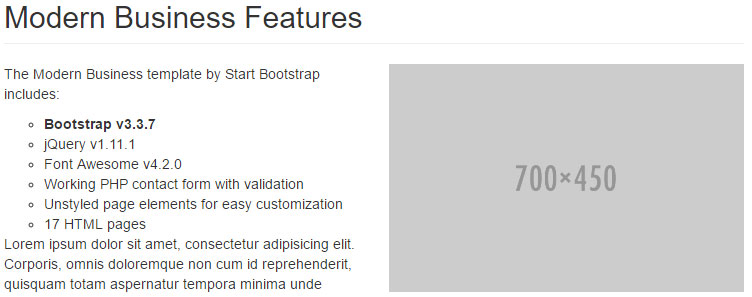 Modern Business Features
The Modern Business template by Start Bootstrap
includes:
Bootstrap v3.3.7
jQuery v1.11.1
Font Awesome v4.2.0
Working PHP contact form with validation
Unstyled page elements for easy customization
17 HTML pages
Lorem ipsum dolor sit amet, consectetur adipisicing elit.
Corporis, omnis doloremque non cum id reprehenderit,
quisquam totam aspernatur tempora minima unde
700×450